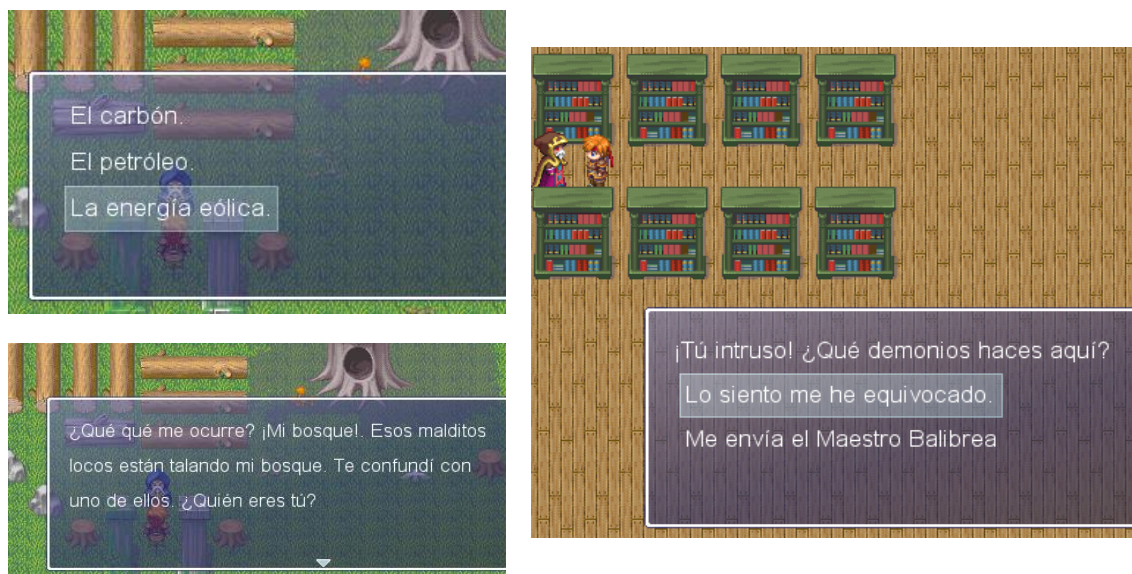 El carbón.
El petróleo.
La energía eólica.
¿Qué qué me ocurre? ¡Mi bosque!. Esos malditos
locos están talando mi bosque. Te confundí con
uno de ellos. ¿Quién eres tú?
¡Tú intruso! ¿Qué demonios haces aquí?
Lo siento me he equivocado.
Me envía el Maestro Balibrea